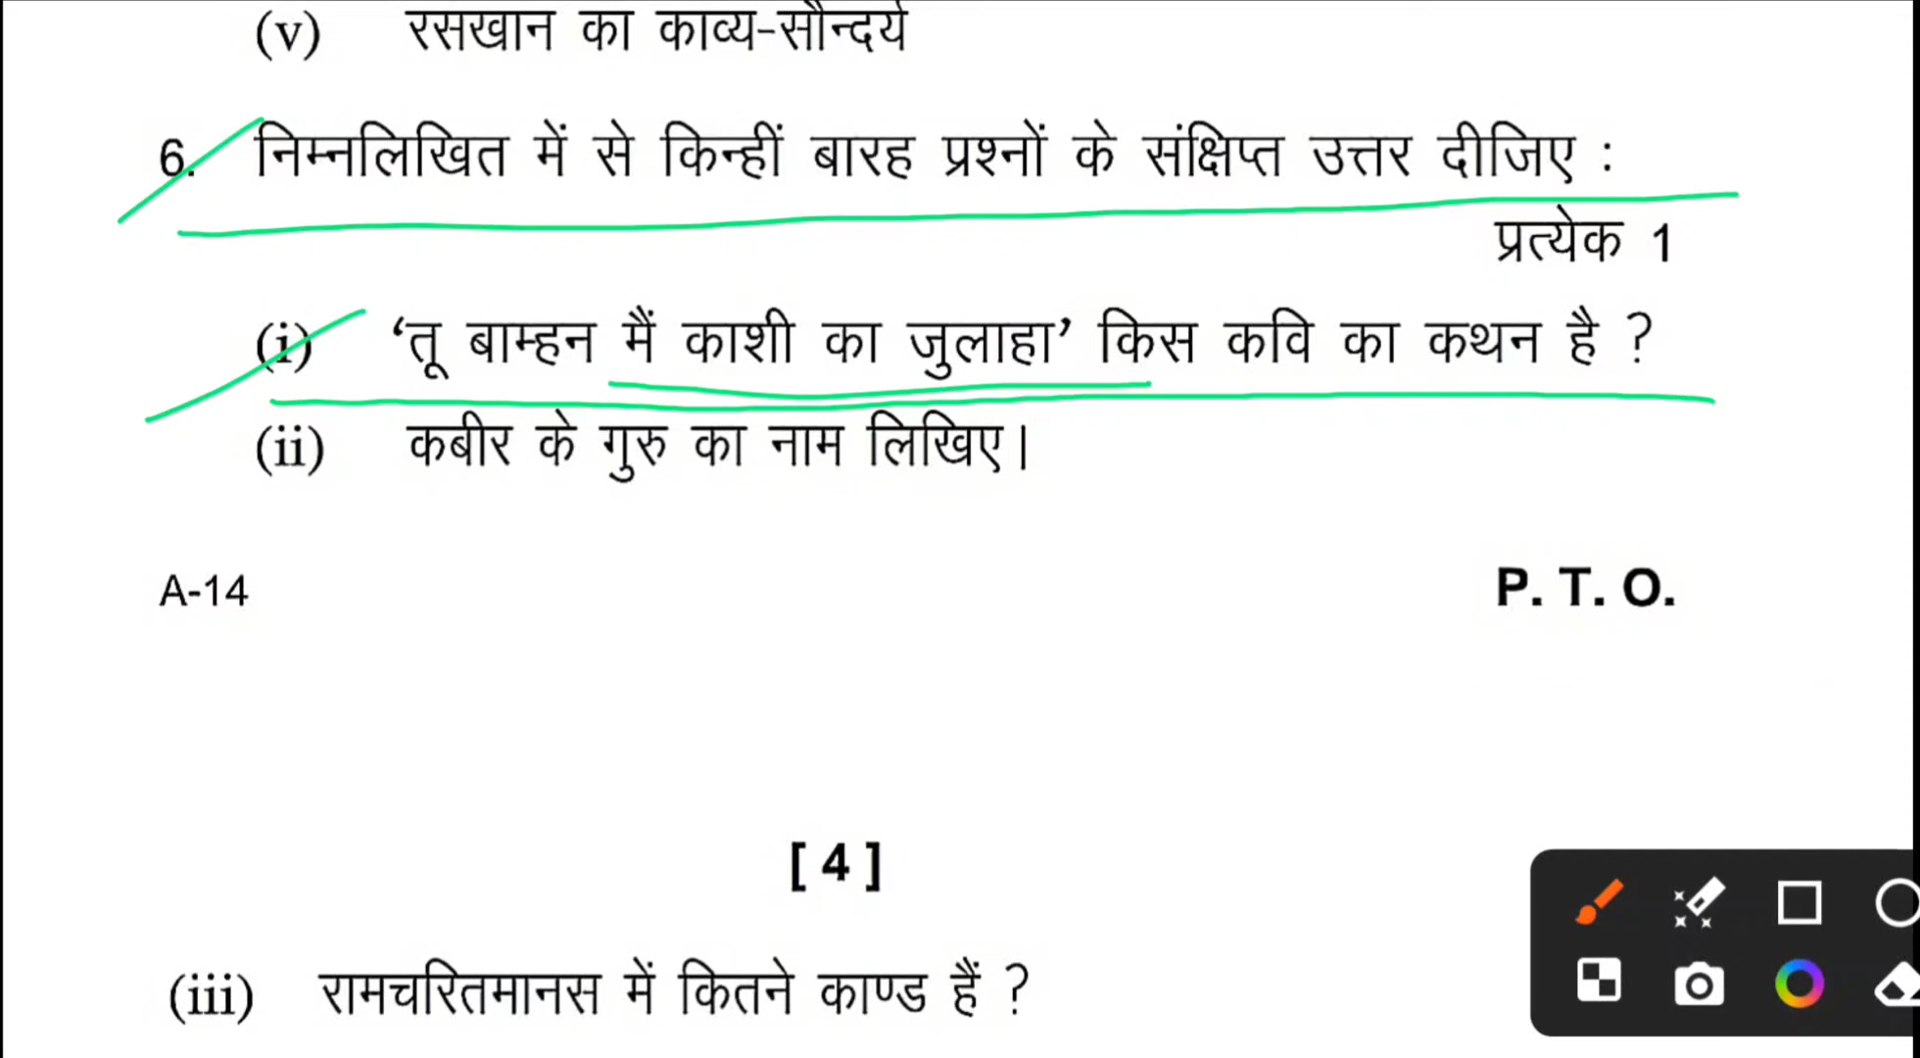 (v) रसखान का काव्य-सौन्दर्य
6. निम्नलिखित में से किन्हीं बारह प्रश्नों के संक्षिप्त उत्तर दीजिए :
प्रत्येक 1
(i) ‘तू बाम्हन मैं काशी का जुलाहा’ किस कवि का कथन है ?
(ii) कबीर के गुरु का नाम लिखिए।
A-14 P. T. O.
[ 4 ]
(iii) रामचरितमानस में कितने काण्ड हैं ?